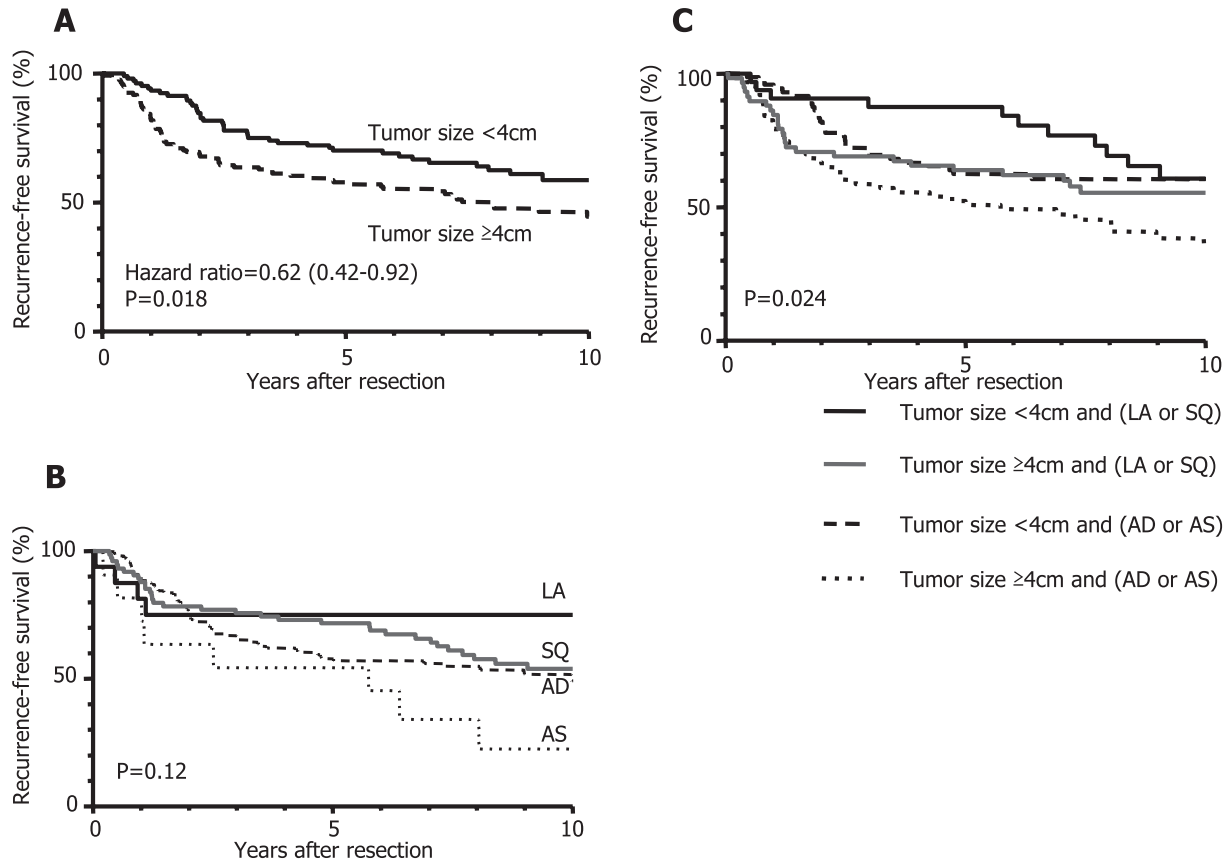 A
Recurrence-free survival (%)
100
50
0
Tumor size <4cm
Tumor size ≥4cm
Hazard ratio=0.62 (0.42-0.92)
P=0.018
0 5 10
Years after resection
C
Recurrence-free survival (%)
100
50
0
P=0.024
0 5 10
Years after resection
Tumor size <4cm and (LA or SQ)
Tumor size ≥4cm and (LA or SQ)
Tumor size <4cm and (AD or AS)
Tumor size ≥4cm and (AD or AS)
B
Recurrence-free survival (%)
100
50
0
LA
SQ
AD
AS
P=0.12
0 5 10
Years after resection